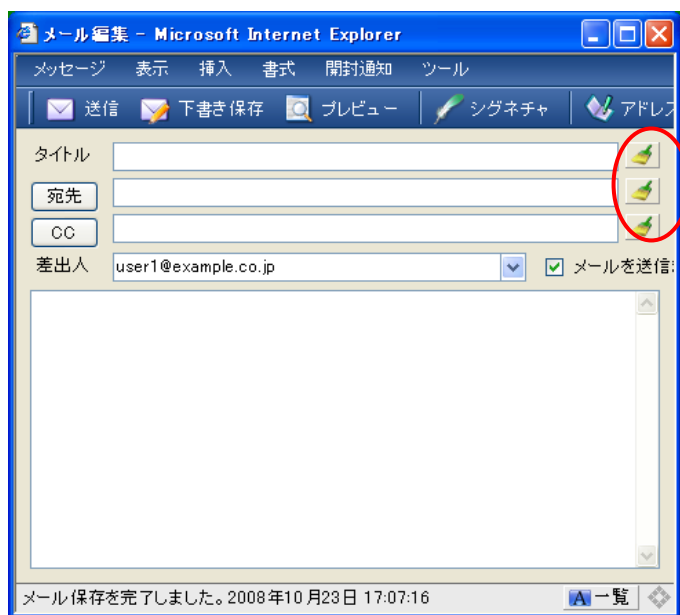 メール編集 - Microsoft Internet Explorer
メッセージ 表示 挿入 書式 開封通知 ツール
送信 下書き保存 プレビュー シグネチャ アドレス
タイトル
宛先
CC
差出人 user1@example.co.jp メールを送信
メール保存を完了しました。2008年10月23日 17:07:16 A 一覧